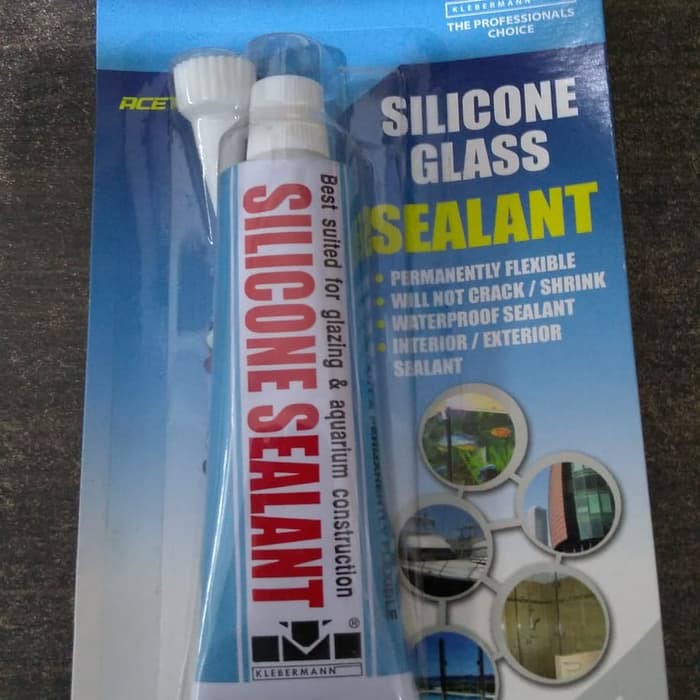 KLEBERMANN
THE PROFESSIONALS
CHOICE
SILICONE
GLASS
SEALANT
• PERMANENTLY FLEXIBLE
• WILL NOT CRACK / SHRINK
• WATERPROOF SEALANT
• INTERIOR / EXTERIOR
SEALANT
Best suited for glazing & aquarium construction
SILICONE SEALANT
®
KLEBERMANN